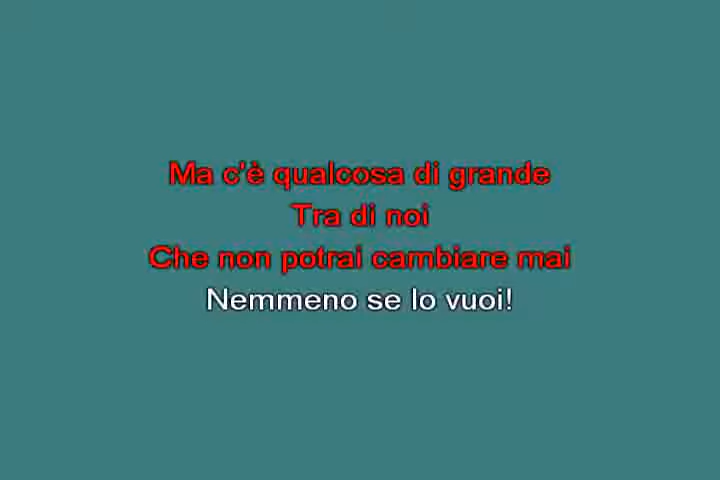 Ma c'è qualcosa di grande
Tra di noi
Che non potrai cambiare mai
Nemmeno se lo vuoi!